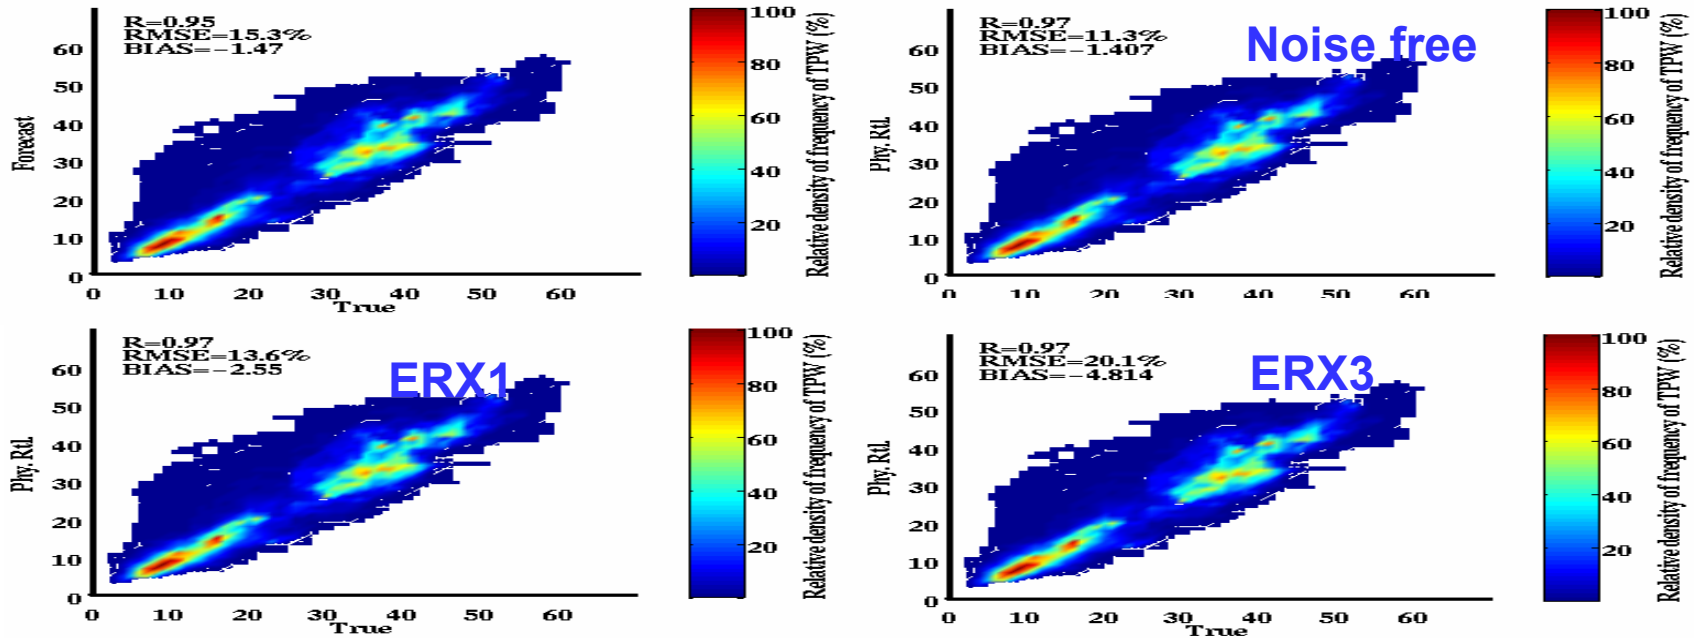 R=0.95
RMSE=15.3%
BIAS=-1.47
Forecast
60
50
40
30
20
10
0
0 10 20 30 40 50 60
True
100
80
60
40
20
Relative density of frequency of TPW (%)
R=0.97
RMSE=11.3%
BIAS=-1.407
Noise free
Phy. Rtl.
60
50
40
30
20
10
0
0 10 20 30 40 50 60
100
80
60
40
20
Relative density of frequency of TPW (%)
R=0.97
RMSE=13.6%
BIAS=-2.55
ERX1
Phy. Rtl.
60
50
40
30
20
10
0
0 10 20 30 40 50 60
True
100
80
60
40
20
Relative density of frequency of TPW (%)
R=0.97
RMSE=20.1%
BIAS=-4.814
ERX3
Phy. Rtl.
60
50
40
30
20
10
0
0 10 20 30 40 50 60
True
100
80
60
40
20
Relative density of frequency of TPW (%)